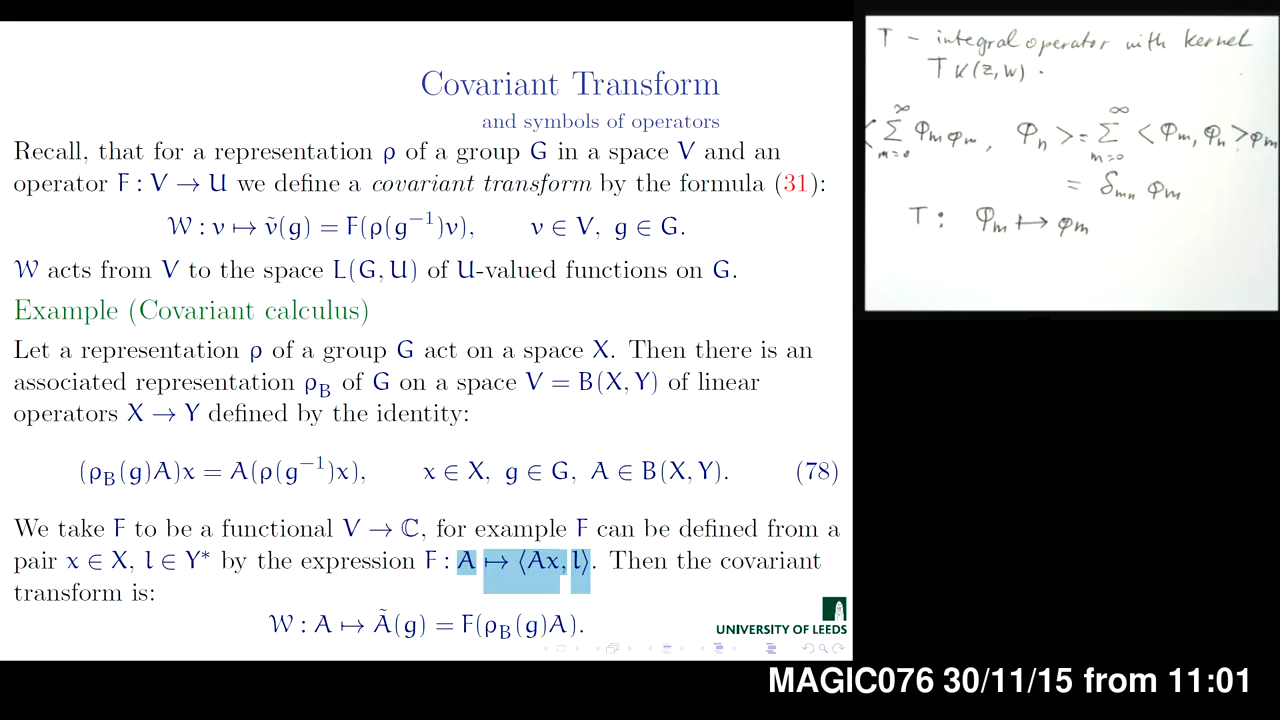 Covariant Transform
and symbols of operators
Recall, that for a representation ρ of a group G in a space V and an
operator F : V → U we define a covariant transform by the formula (31):
𝒲 : v ↦ ṽ(g) = F(ρ(g⁻¹)v), v ∈ V, g ∈ G.
𝒲 acts from V to the space L(G, U) of U-valued functions on G.
Example (Covariant calculus)
Let a representation ρ of a group G act on a space X. Then there is an
associated representation ρ_B of G on a space V = B(X, Y) of linear
operators X → Y defined by the identity:
(ρ_B(g)A)x = A(ρ(g⁻¹)x), x ∈ X, g ∈ G, A ∈ B(X, Y). (78)
We take F to be a functional V → ℂ, for example F can be defined from a
pair x ∈ X, l ∈ Y* by the expression F : A ↦ ⟨Ax, l⟩. Then the covariant
transform is:
𝒲 : A ↦ Ã(g) = F(ρ_B(g)A).
UNIVERSITY OF LEEDS
T - integral operator with kernel
T K(z, w) .
⟨ ∑_{m=0}^∞ Φ_m φ_m , Φ_n ⟩ = ∑_{m=0}^∞ ⟨Φ_m, Φ_n⟩ φ_m
= δ_{mn} φ_m
T : Φ_m ↦ φ_m
MAGIC076 30/11/15 from 11:01